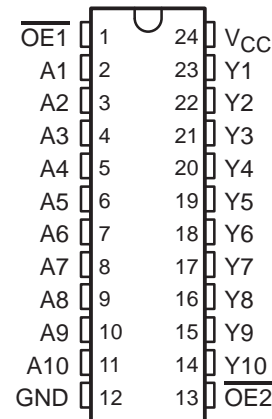 O̅E̅1̅ 1 24 VCC
A1 2 23 Y1
A2 3 22 Y2
A3 4 21 Y3
A4 5 20 Y4
A5 6 19 Y5
A6 7 18 Y6
A7 8 17 Y7
A8 9 16 Y8
A9 10 15 Y9
A10 11 14 Y10
GND 12 13 O̅E̅2̅